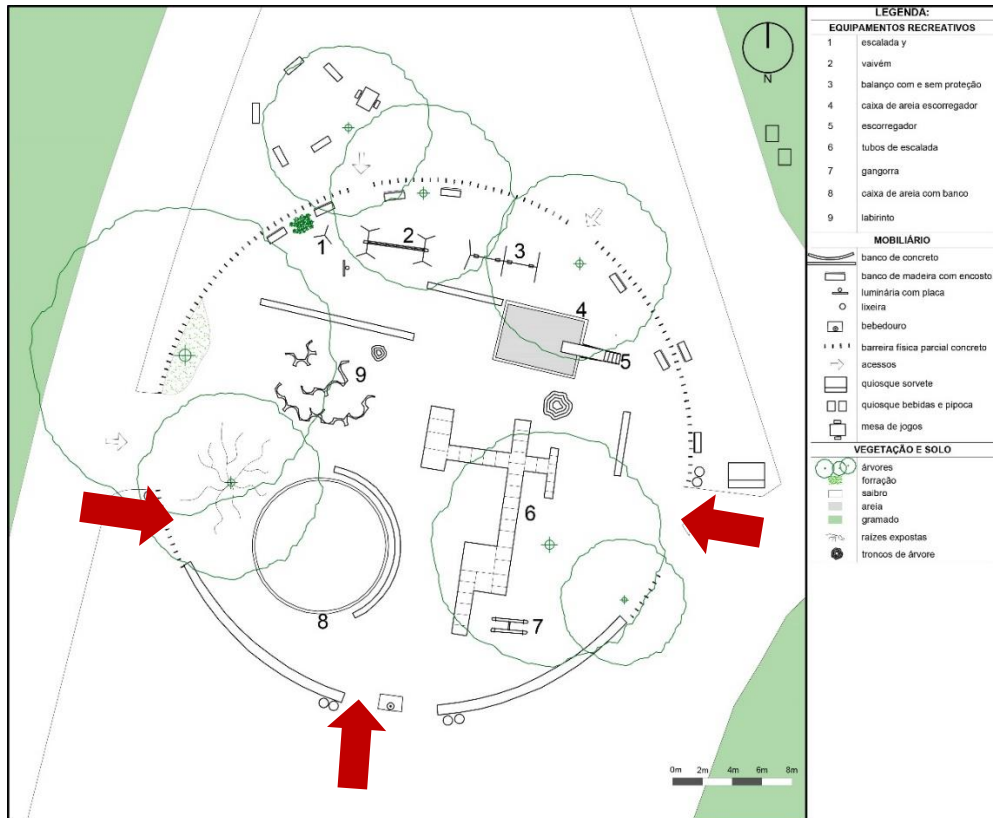 N
1
2
3
4
5
9
6
8
7
0m 2m 4m 6m 8m
LEGENDA:
EQUIPAMENTOS RECREATIVOS
1 escalada y
2 vaivém
3 balanço com e sem proteção
4 caixa de areia escorregador
5 escorregador
6 tubos de escalada
7 gangorra
8 caixa de areia com banco
9 labirinto
MOBILIÁRIO
banco de concreto
banco de madeira com encosto
luminária com placa
lixeira
bebedouro
barreira física parcial concreto
acessos
quiosque sorvete
quiosque bebidas e pipoca
mesa de jogos
VEGETAÇÃO E SOLO
árvores
forração
saibro
areia
gramado
raízes expostas
troncos de árvore